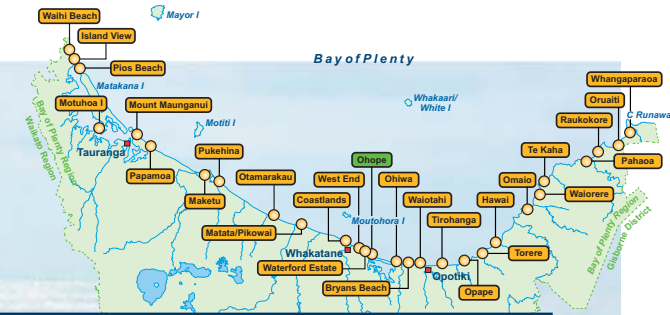 Waihi Beach
Mayor I
Island View
Bay of Plenty
Pios Beach
Whangaparaoa
Matakana I
Oruaiti
Whakaari/
White I
Motuhoa I
Mount Maunganui
C Runawa
Raukokore
Motiti I
Bay of Plenty Region
Waikato Region
Tauranga
Pukehina
Te Kaha
Ohope
Pahaoa
Papamoa
Otamarakau
West End
Ohiwa
Omaio
Waiorere
Maketu
Coastlands
Waiotahi
Hawai
Moutohora I
Tirohanga
Matata/Pikowai
Bay of Plenty Region
Gisborne District
Whakatane
Torere
Waterford Estate
Opotiki
Bryans Beach
Opape